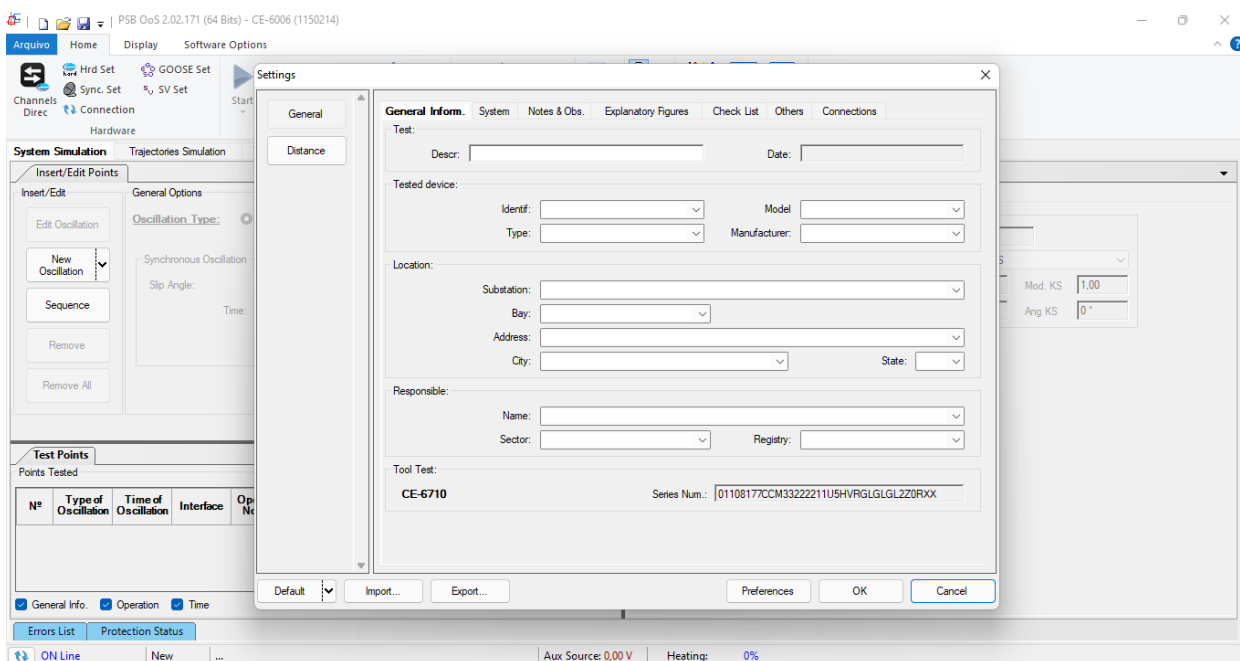 PSB OoS 2.02.171 (64 Bits) - CE-6006 (1150214)
Arquivo Home Display Software Options
Hrd Set GOOSE Set
Sync. Set SV Set
Channels Direc Connection Start
Hardware
System Simulation Trajectories Simulation
Insert/Edit Points
Insert/Edit General Options
Edit Oscillation Oscillation Type:
New Oscillation Synchronous Oscillation
Slip Angle:
Sequence Time:
Remove
Remove All
Test Points
Points Tested
Nº Type of Oscillation Time of Oscillation Interface
General Info. Operation Time
Errors List Protection Status
ON Line New ... Aux Source: 0,00 V Heating: 0%
Settings
General
Distance
General Inform. System Notes & Obs. Explanatory Figures Check List Others Connections
Test:
Descr: Date:
Tested device:
Identif: Model
Type: Manufacturer:
Location:
Substation:
Bay:
Address:
City: State:
Responsible:
Name:
Sector: Registry:
Tool Test:
CE-6710 Series Num.: 01108177CCM33222211U5HVRGLGLGL2Z0RXX
Default Import... Export... Preferences OK Cancel
Mod. KS 1,00
Ang KS 0 °